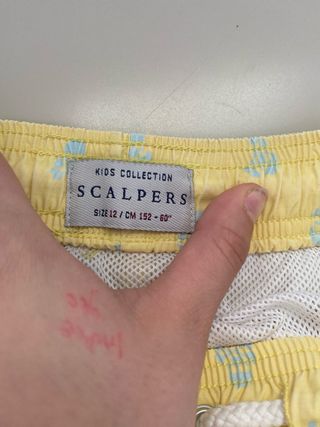 KIDS COLLECTION
SCALPERS
SIZE 12 / CM 152 - 60"